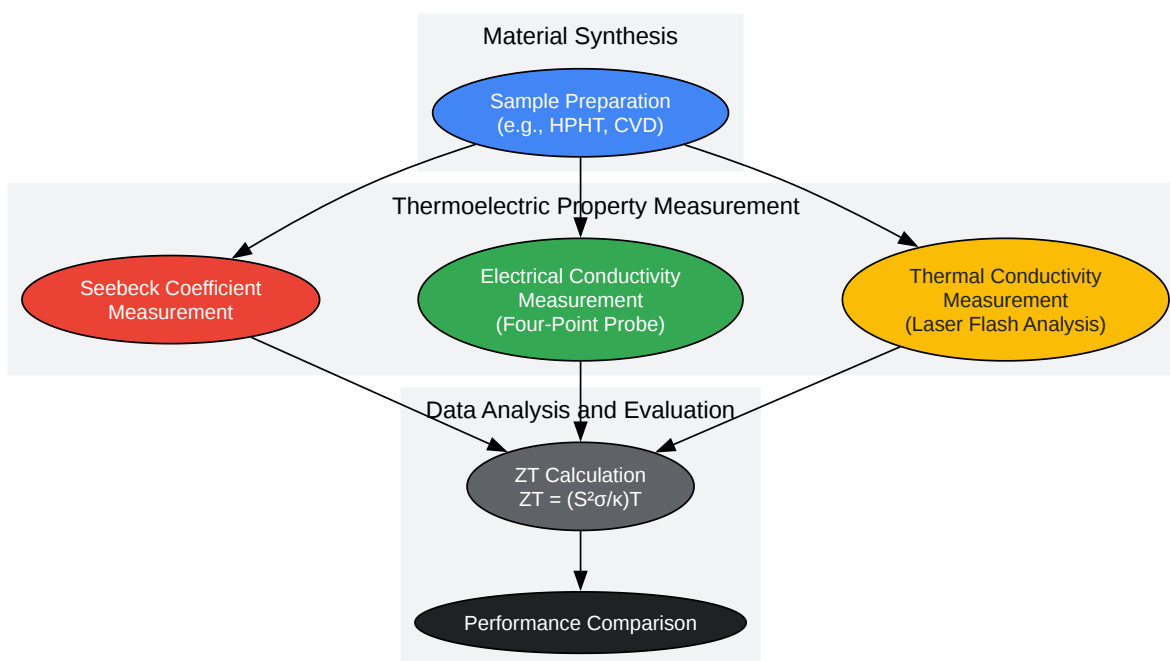 Material Synthesis
Sample Preparation
(e.g., HPHT, CVD)
Thermoelectric Property Measurement
Seebeck Coefficient
Measurement
Electrical Conductivity
Measurement
(Four-Point Probe)
Thermal Conductivity
Measurement
(Laser Flash Analysis)
Data Analysis and Evaluation
ZT Calculation
ZT = (S²σ/κ)T
Performance Comparison